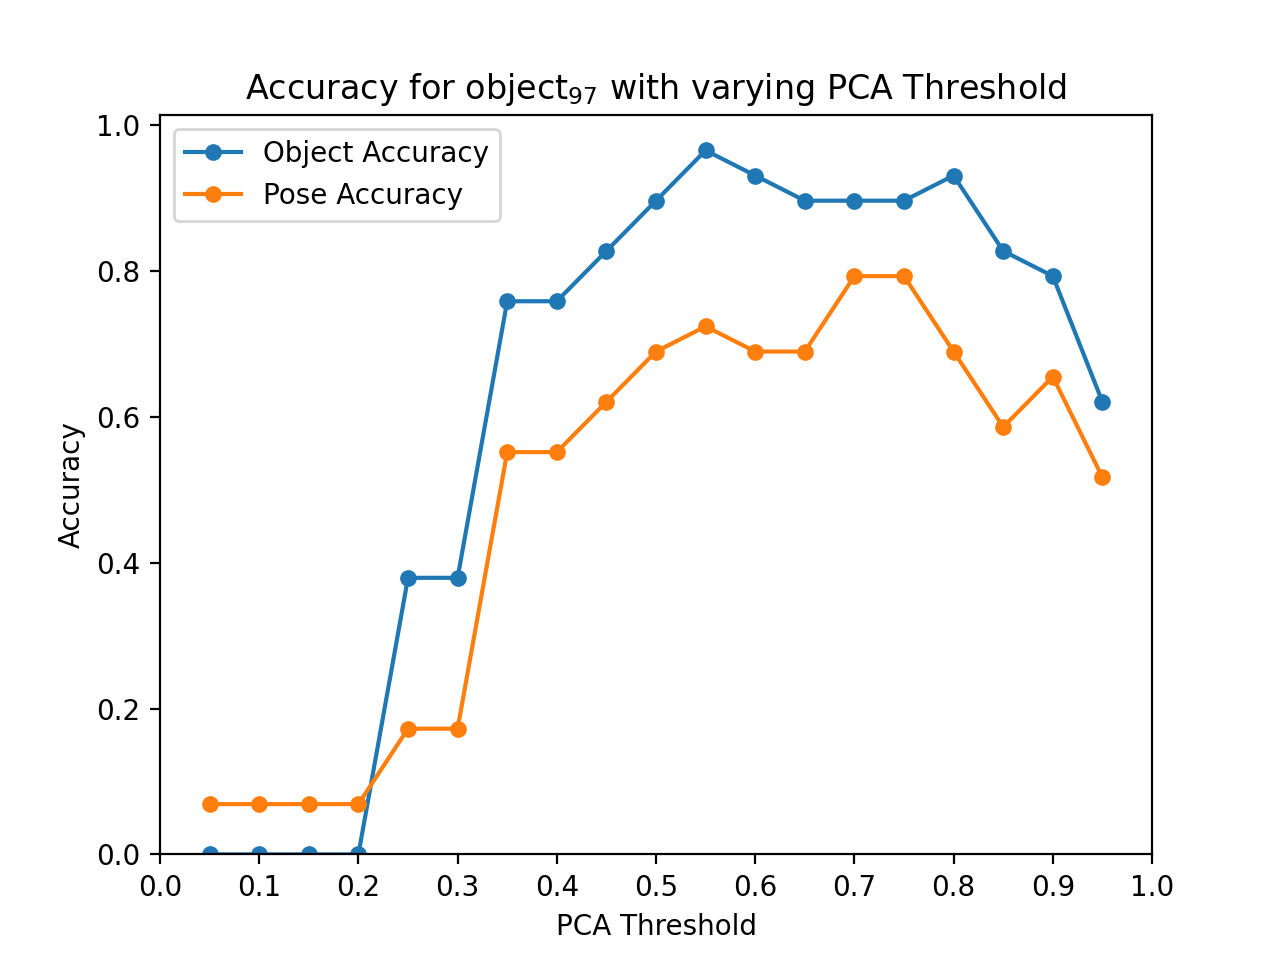 Accuracy for object₉₇ with varying PCA Threshold
Object Accuracy
Pose Accuracy
1.0
0.8
0.6
0.4
0.2
0.0
Accuracy
0.0 0.1 0.2 0.3 0.4 0.5 0.6 0.7 0.8 0.9 1.0
PCA Threshold